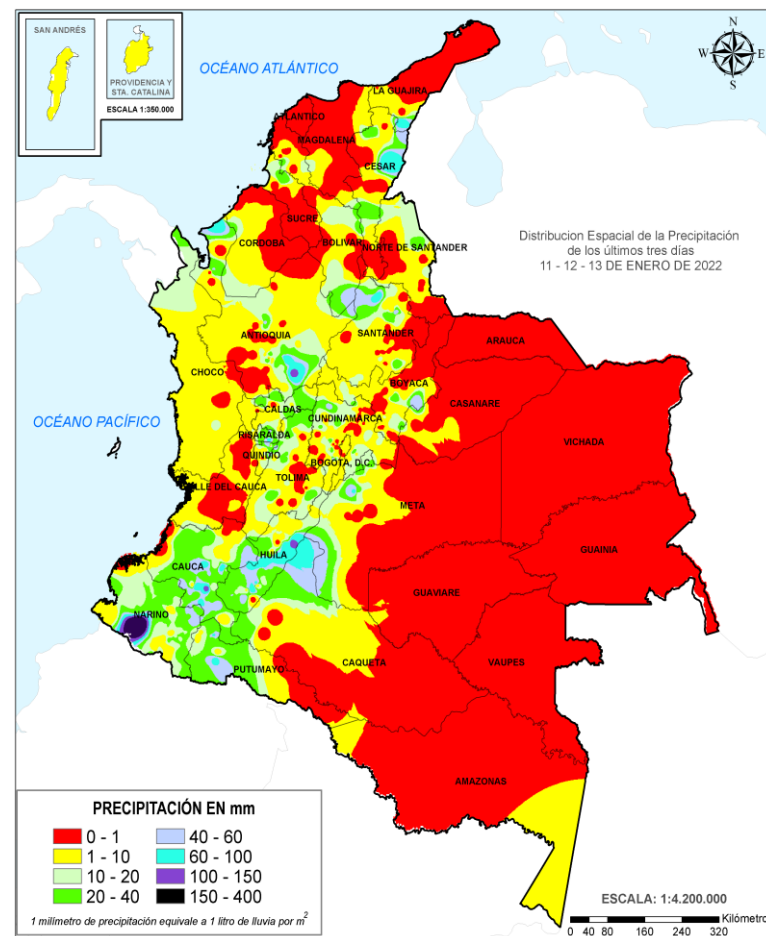 SAN ANDRÉS
PROVIDENCIA Y
STA. CATALINA
ESCALA 1:350.000
OCÉANO ATLÁNTICO
N
W
E
S
LA GUAJIRA
ATLANTICO
MAGDALENA
CESAR
SUCRE
CORDOBA
BOLIVAR
NORTE DE SANTANDER
Distribucion Espacial de la Precipitación
de los últimos tres días
11 - 12 - 13 DE ENERO DE 2022
ANTIOQUIA
SANTANDER
ARAUCA
CHOCO
BOYACA
CASANARE
OCÉANO PACÍFICO
CALDAS
CUNDINAMARCA
RISARALDA
VICHADA
QUINDIO
BOGOTA, D.C.
TOLIMA
VALLE DEL CAUCA
META
GUAINIA
HUILA
CAUCA
GUAVIARE
NARINO
VAUPES
PUTUMAYO
CAQUETA
AMAZONAS
PRECIPITACIÓN EN mm
0 - 1
40 - 60
1 - 10
60 - 100
10 - 20
100 - 150
20 - 40
150 - 400
1 milímetro de precipitación equivale a 1 litro de lluvia por m²
ESCALA: 1:4.200.000
Kilómetro
0 40 80 160 240 320